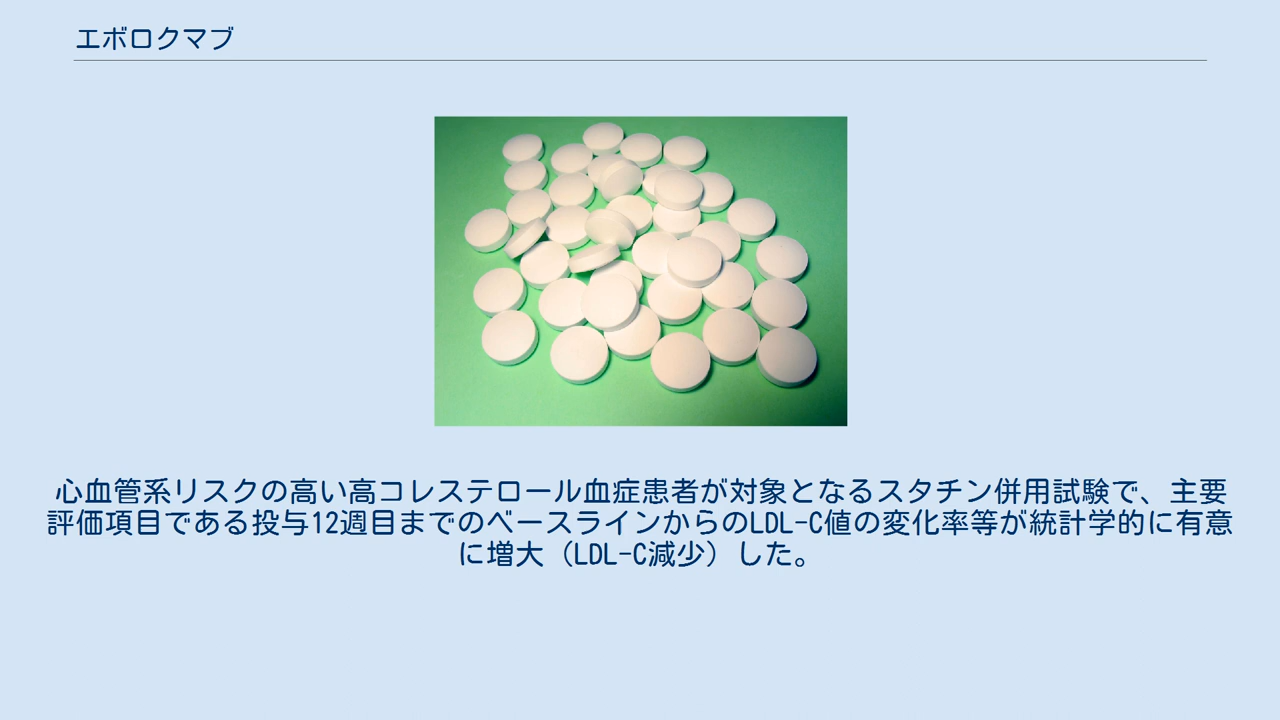 エボロクマブ
心血管系リスクの高い高コレステロール血症患者が対象となるスタチン併用試験で、主要
評価項目である投与12週目までのベースラインからのLDL-C値の変化率等が統計学的に有意
に増大（LDL-C減少）した。